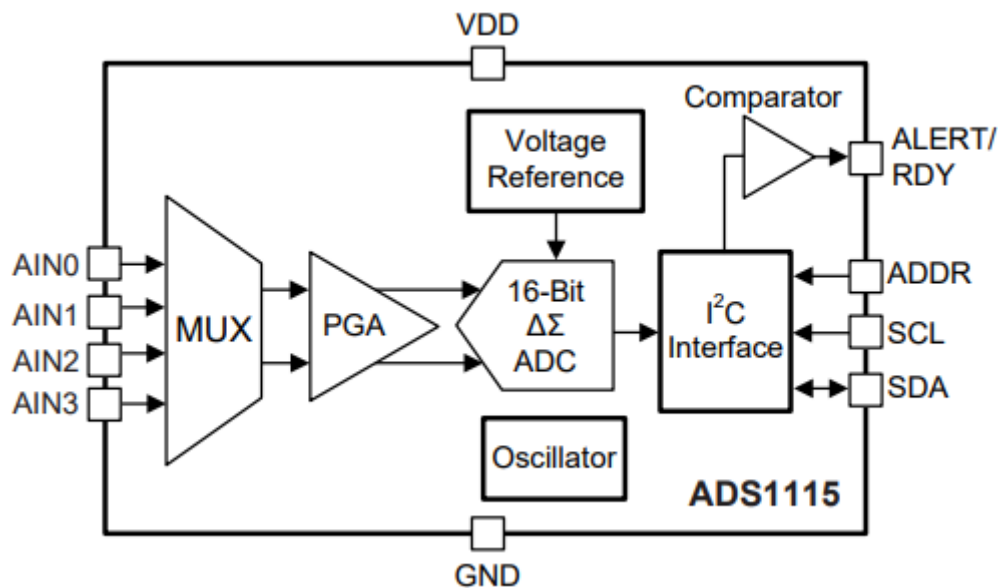 VDD
Comparator
Voltage
Reference
ALERT/
RDY
AIN0
AIN1
AIN2
AIN3
MUX
PGA
16-Bit
ΔΣ
ADC
I²C
Interface
ADDR
SCL
SDA
Oscillator
ADS1115
GND